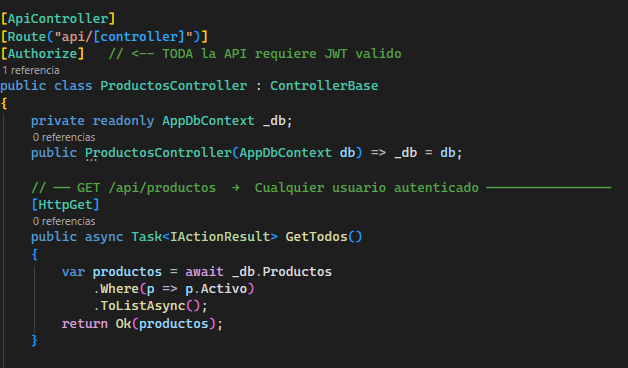 [ApiController]
[Route("api/[controller]")]
[Authorize]   // <-- TODA la API requiere JWT valido
1 referencia
public class ProductosController : ControllerBase
{
    private readonly AppDbContext _db;
    0 referencias
    public ProductosController(AppDbContext db) => _db = db;
    // —— GET /api/productos  →  Cualquier usuario autenticado ————————————————
    [HttpGet]
    0 referencias
    public async Task<IActionResult> GetTodos()
    {
        var productos = await _db.Productos
            .Where(p => p.Activo)
            .ToListAsync();
        return Ok(productos);
    }